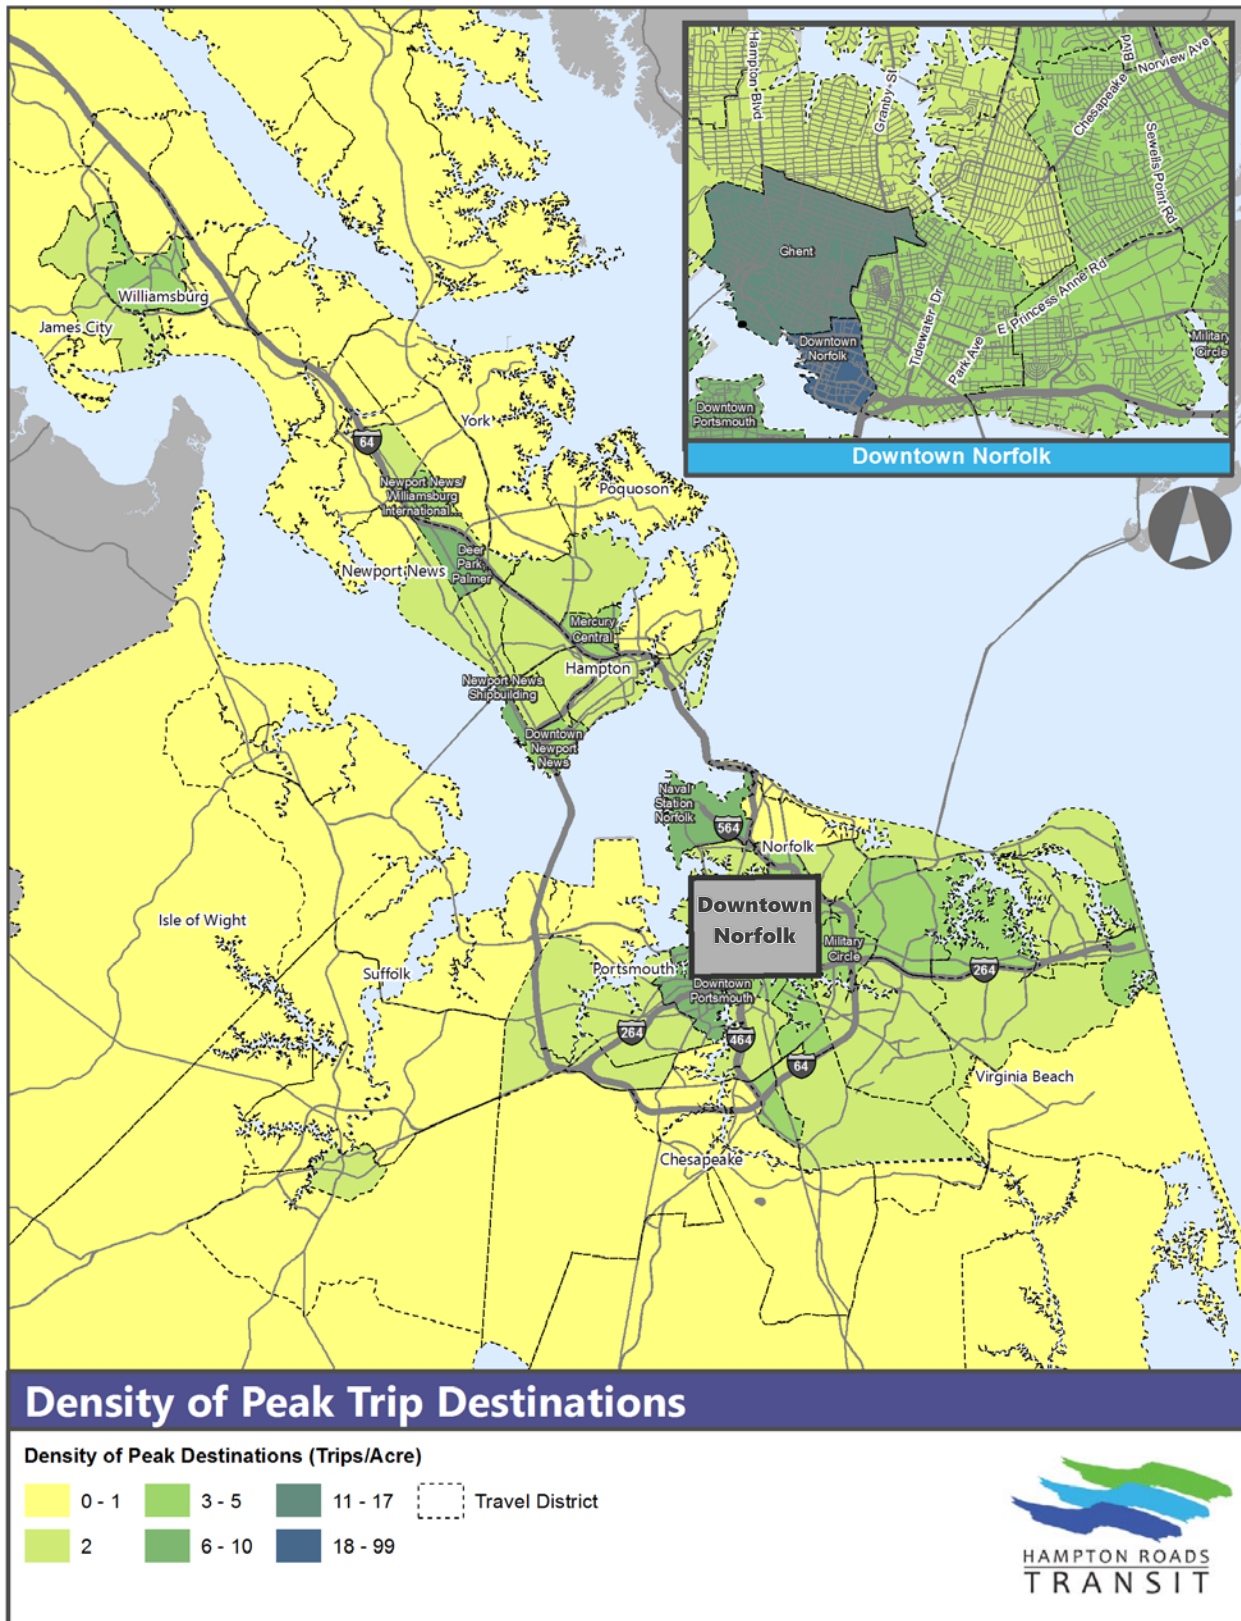 Hampton Blvd
Granby St
Chesapeake Blvd
Norview Ave
Sewells Point Rd
Ghent
Tidewater Dr
Park Ave
E Princess Anne Rd
Downtown
Norfolk
Military
Circle
Downtown
Portsmouth
Downtown Norfolk
Williamsburg
James City
64
York
Newport News/
Williamsburg
International...
Poquoson
Deer
Park,
Palmer
Newport News
Mercury
Central
Hampton
Newport News
Shipbuilding
Downtown
Newport
News
Naval
Station
Norfolk
564
Norfolk
Downtown
Norfolk
Isle of Wight
Military
Circle
Suffolk
Portsmouth
264
Downtown
Portsmouth
264
464
64
Virginia Beach
Chesapeake
Density of Peak Trip Destinations
Density of Peak Destinations (Trips/Acre)
0 - 1
3 - 5
11 - 17
Travel District
2
6 - 10
18 - 99
HAMPTON ROADS
TRANSIT